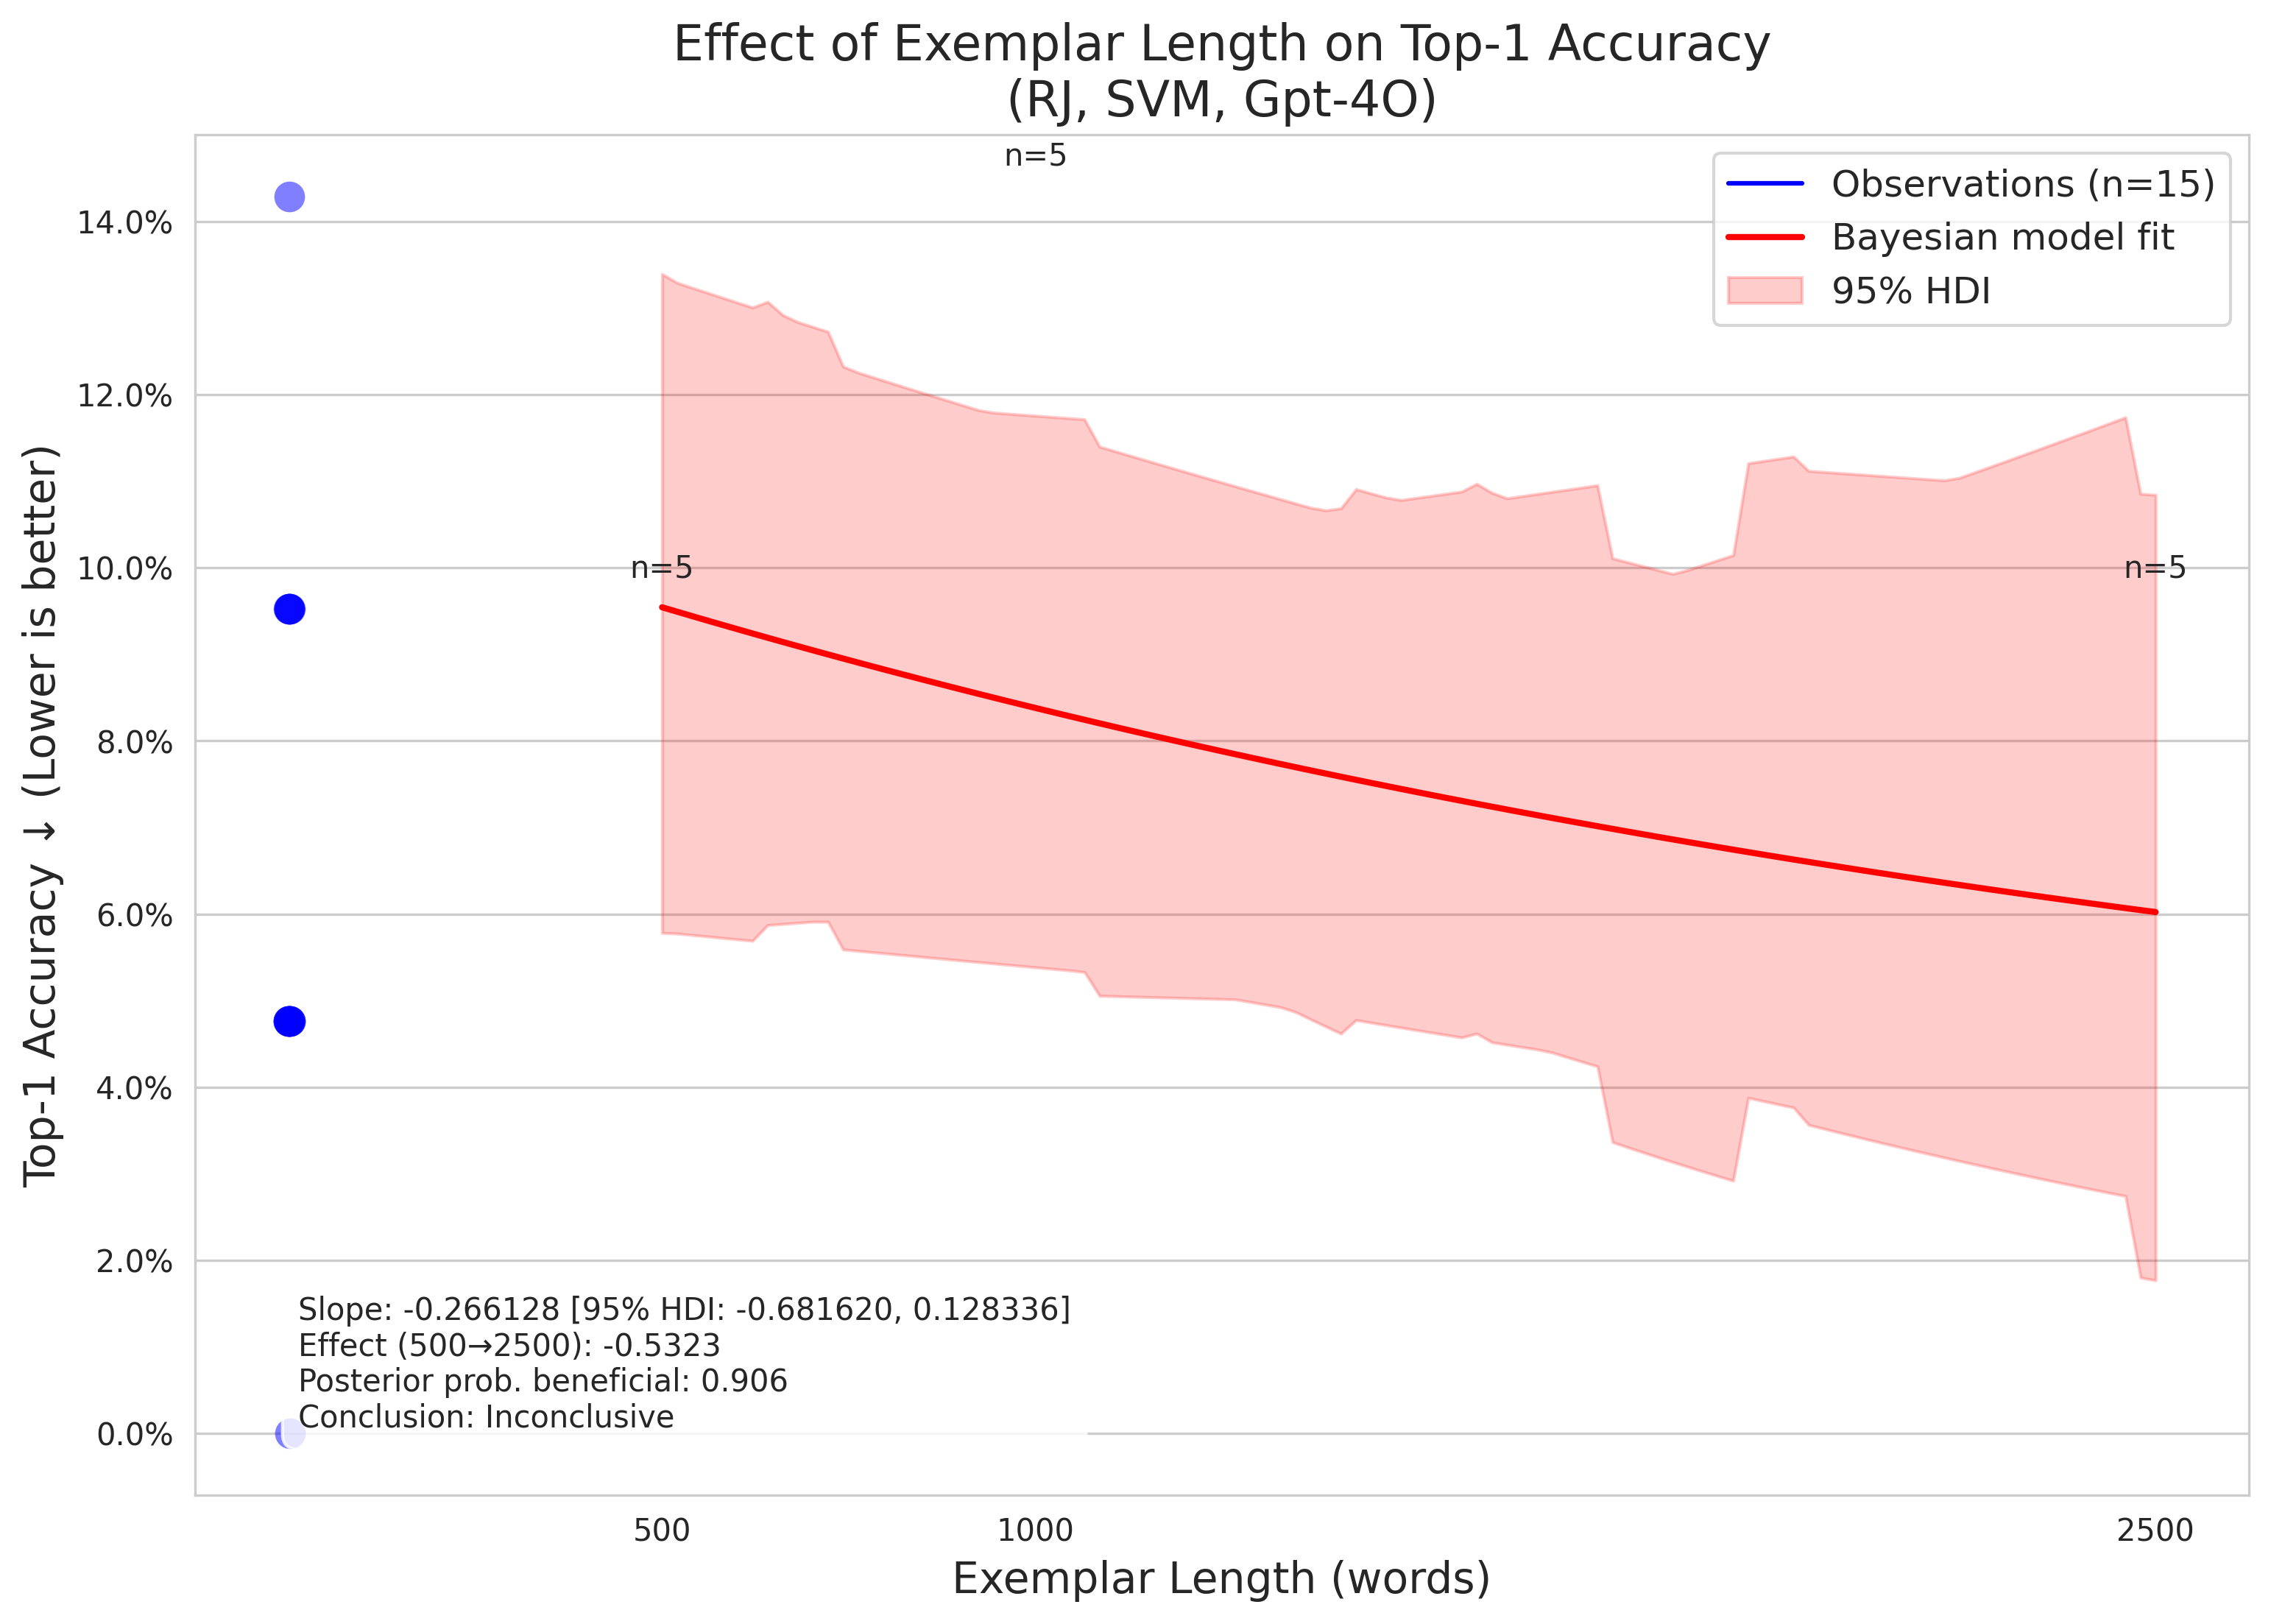 Effect of Exemplar Length on Top-1 Accuracy
(RJ, SVM, Gpt-4O)
n=5
Observations (n=15)
Bayesian model fit
95% HDI
14.0%
12.0%
10.0%
8.0%
6.0%
4.0%
2.0%
0.0%
Top-1 Accuracy ↓ (Lower is better)
n=5
n=5
Slope: -0.266128 [95% HDI: -0.681620, 0.128336]
Effect (500→2500): -0.5323
Posterior prob. beneficial: 0.906
Conclusion: Inconclusive
500
1000
2500
Exemplar Length (words)